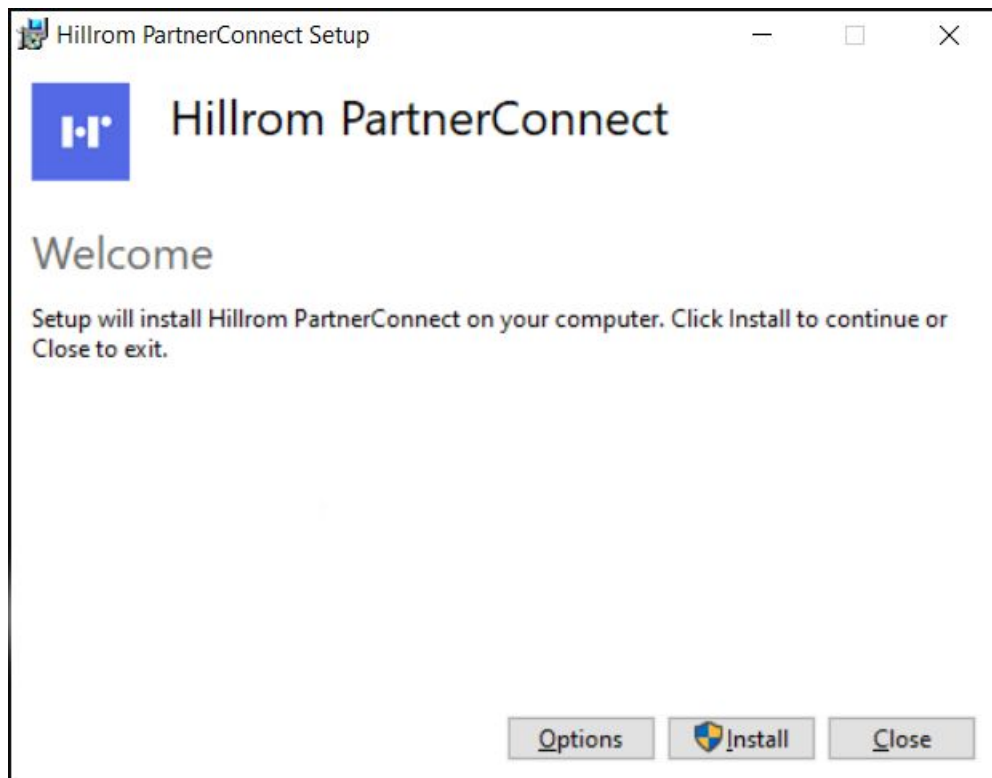 Hillrom PartnerConnect Setup
Hillrom PartnerConnect
Welcome
Setup will install Hillrom PartnerConnect on your computer. Click Install to continue or
Close to exit.
Options Install Close